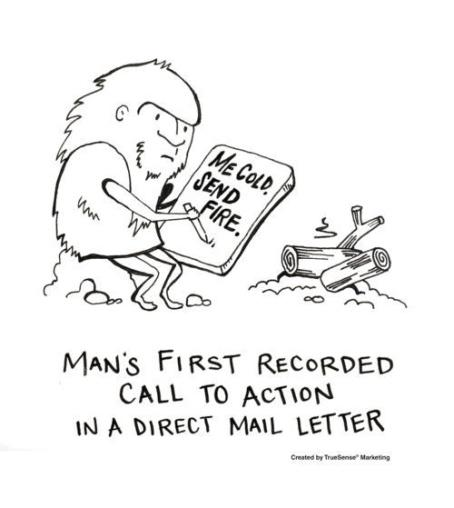 ME COLD.
SEND
FIRE.
MAN'S FIRST RECORDED
CALL TO ACTION
IN A DIRECT MAIL LETTER
Created by TrueSense® Marketing